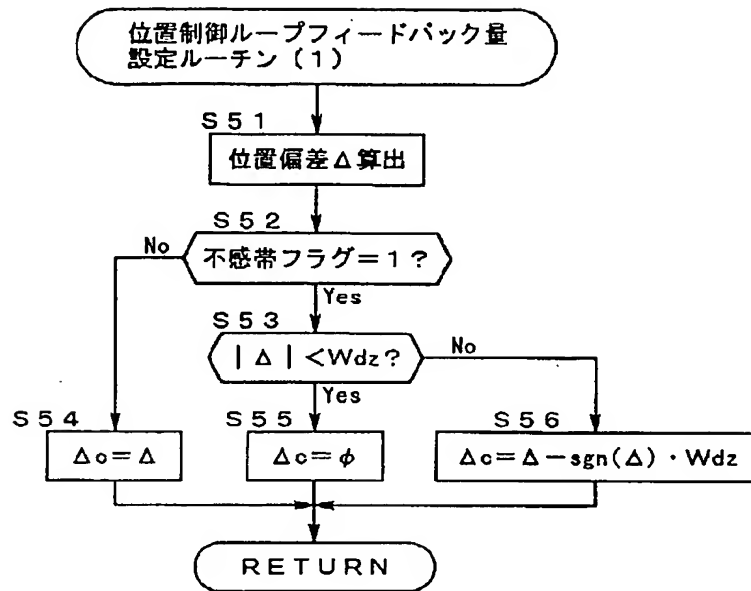 位置制御ループフィードバック量
設定ルーチン(1)
S51
位置偏差Δ算出
S52
No
不感帯フラグ=1?
Yes
S53
|Δ|<Wdz?
No
Yes
S54
S55
S56
Δc=Δ
Δc=φ
Δc=Δ-sgn(Δ)・Wdz
RETURN